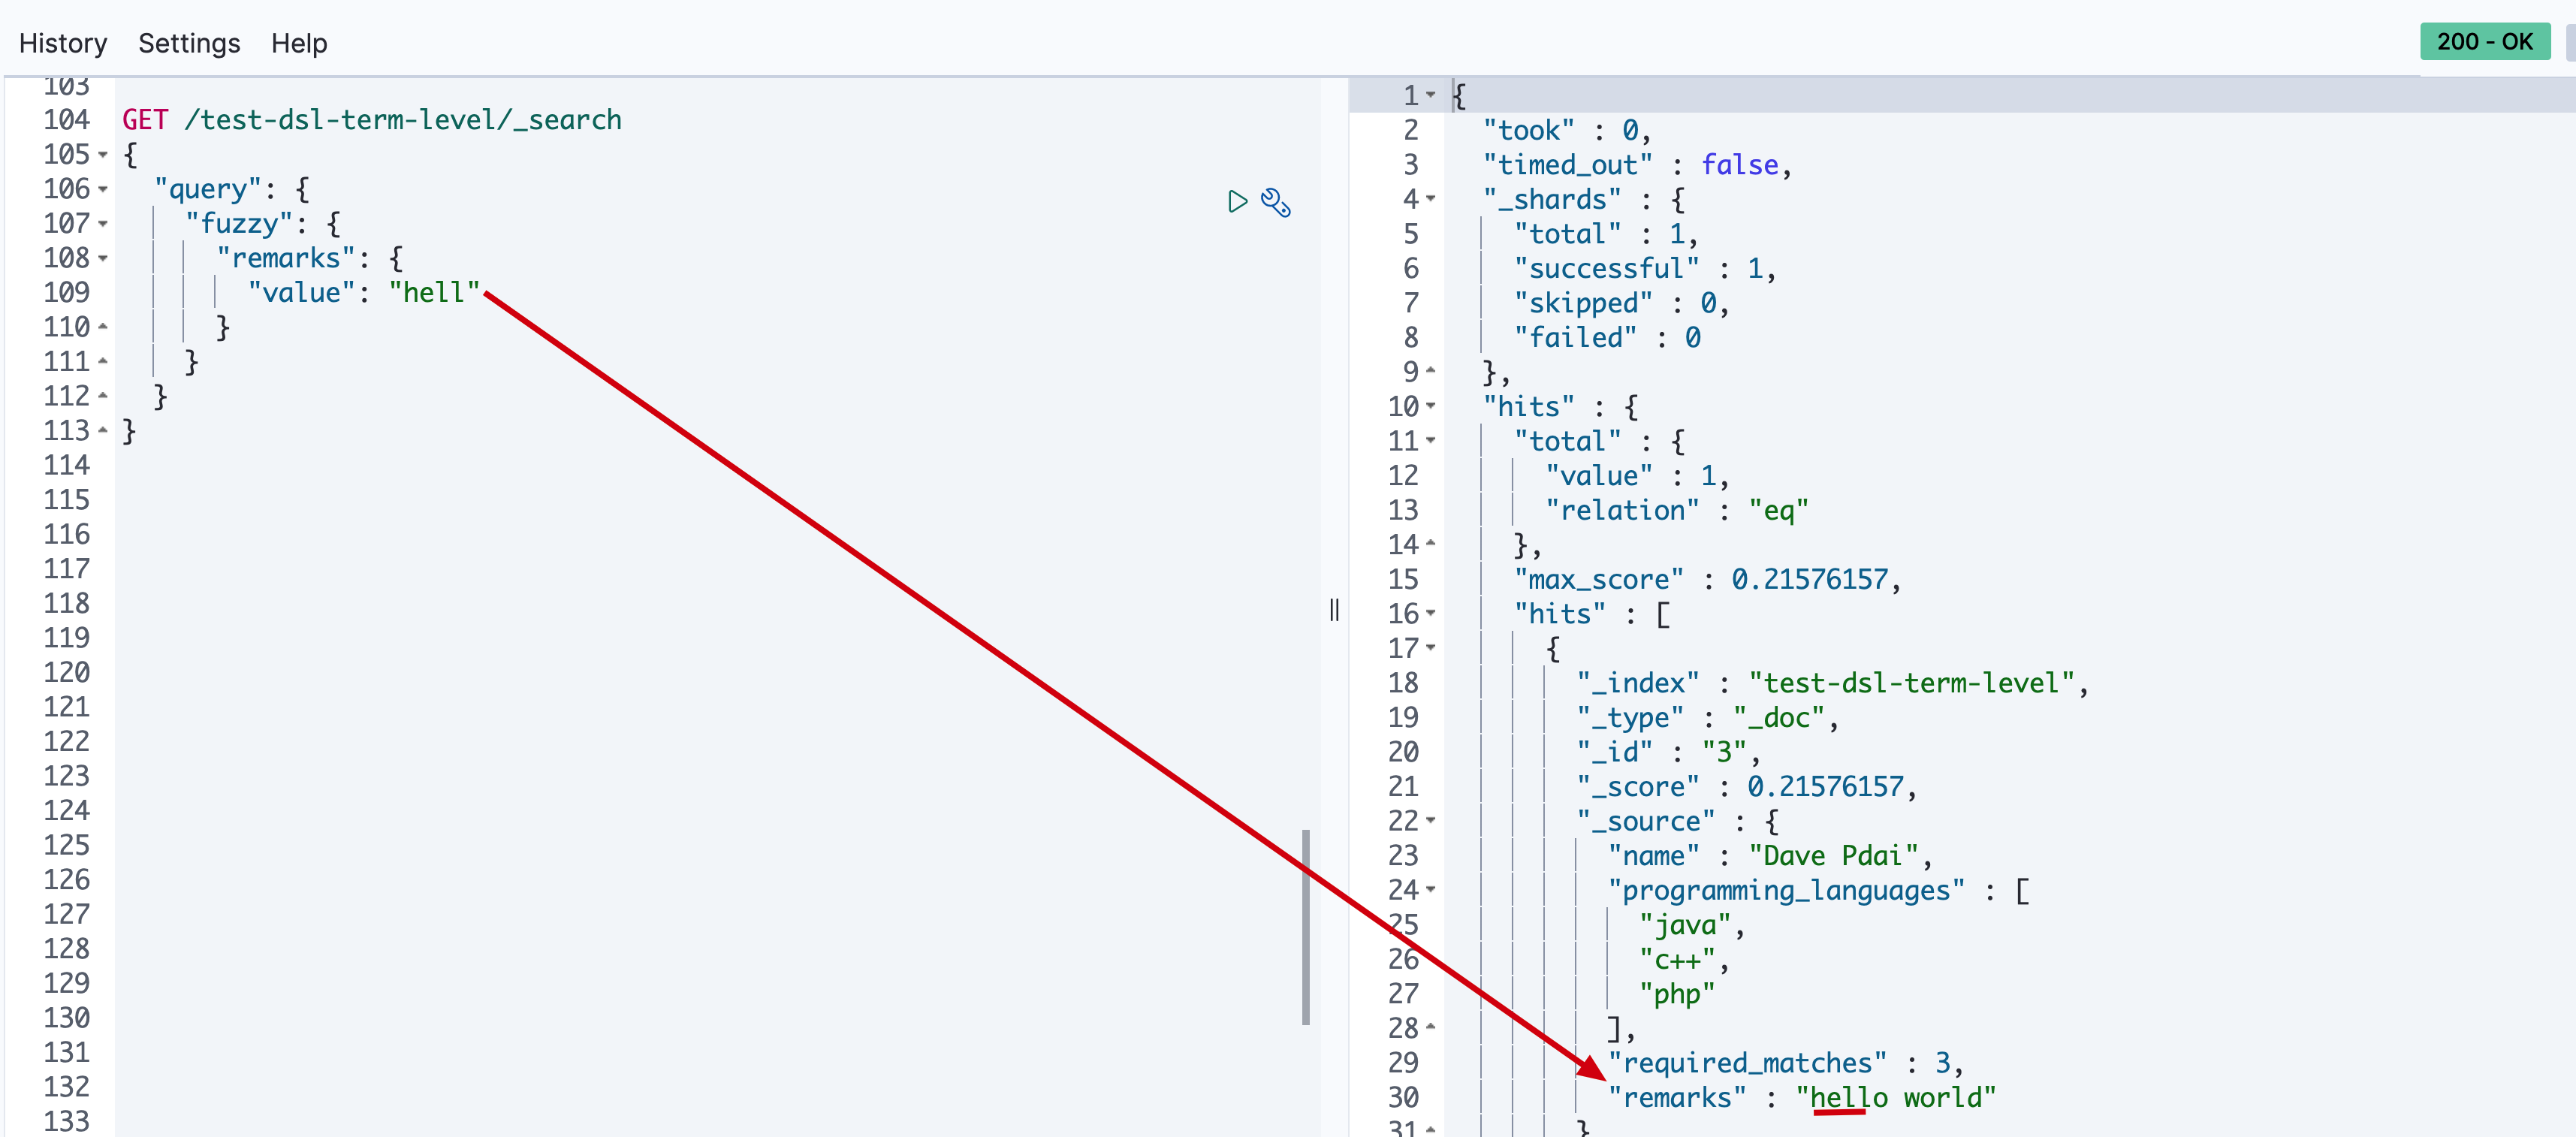 History Settings Help
200 - OK
103
104 GET /test-dsl-term-level/_search
105 {
106 "query": {
107 "fuzzy": {
108 "remarks": {
109 "value": "hell"
110 }
111 }
112 }
113 }
114
115
116
117
118
119
120
121
122
123
124
125
126
127
128
129
130
131
132
133
1 {
2 "took" : 0,
3 "timed_out" : false,
4 "_shards" : {
5 "total" : 1,
6 "successful" : 1,
7 "skipped" : 0,
8 "failed" : 0
9 },
10 "hits" : {
11 "total" : {
12 "value" : 1,
13 "relation" : "eq"
14 },
15 "max_score" : 0.21576157,
16 "hits" : [
17 {
18 "_index" : "test-dsl-term-level",
19 "_type" : "_doc",
20 "_id" : "3",
21 "_score" : 0.21576157,
22 "_source" : {
23 "name" : "Dave Pdai",
24 "programming_languages" : [
25 "java",
26 "c++",
27 "php"
28 ],
29 "required_matches" : 3,
30 "remarks" : "hello world"
31 }